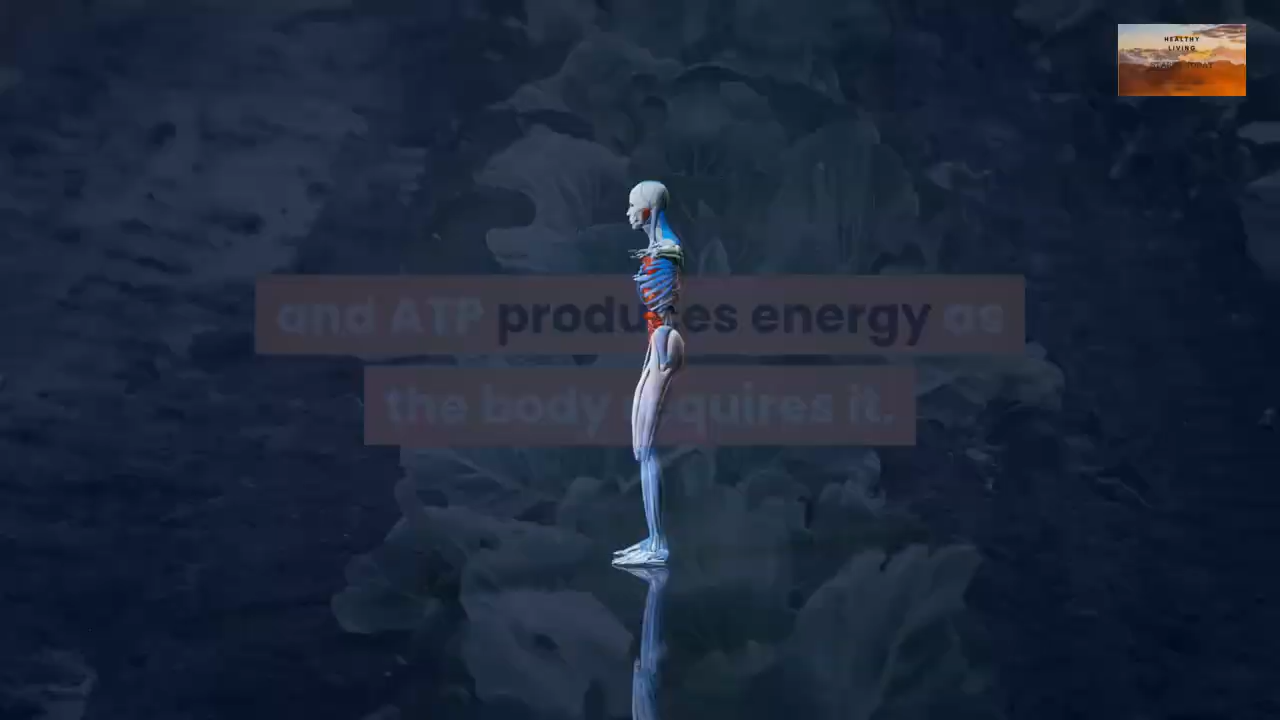 HEALTHY
LIVING
and ATP produces energy as
the body requires it.